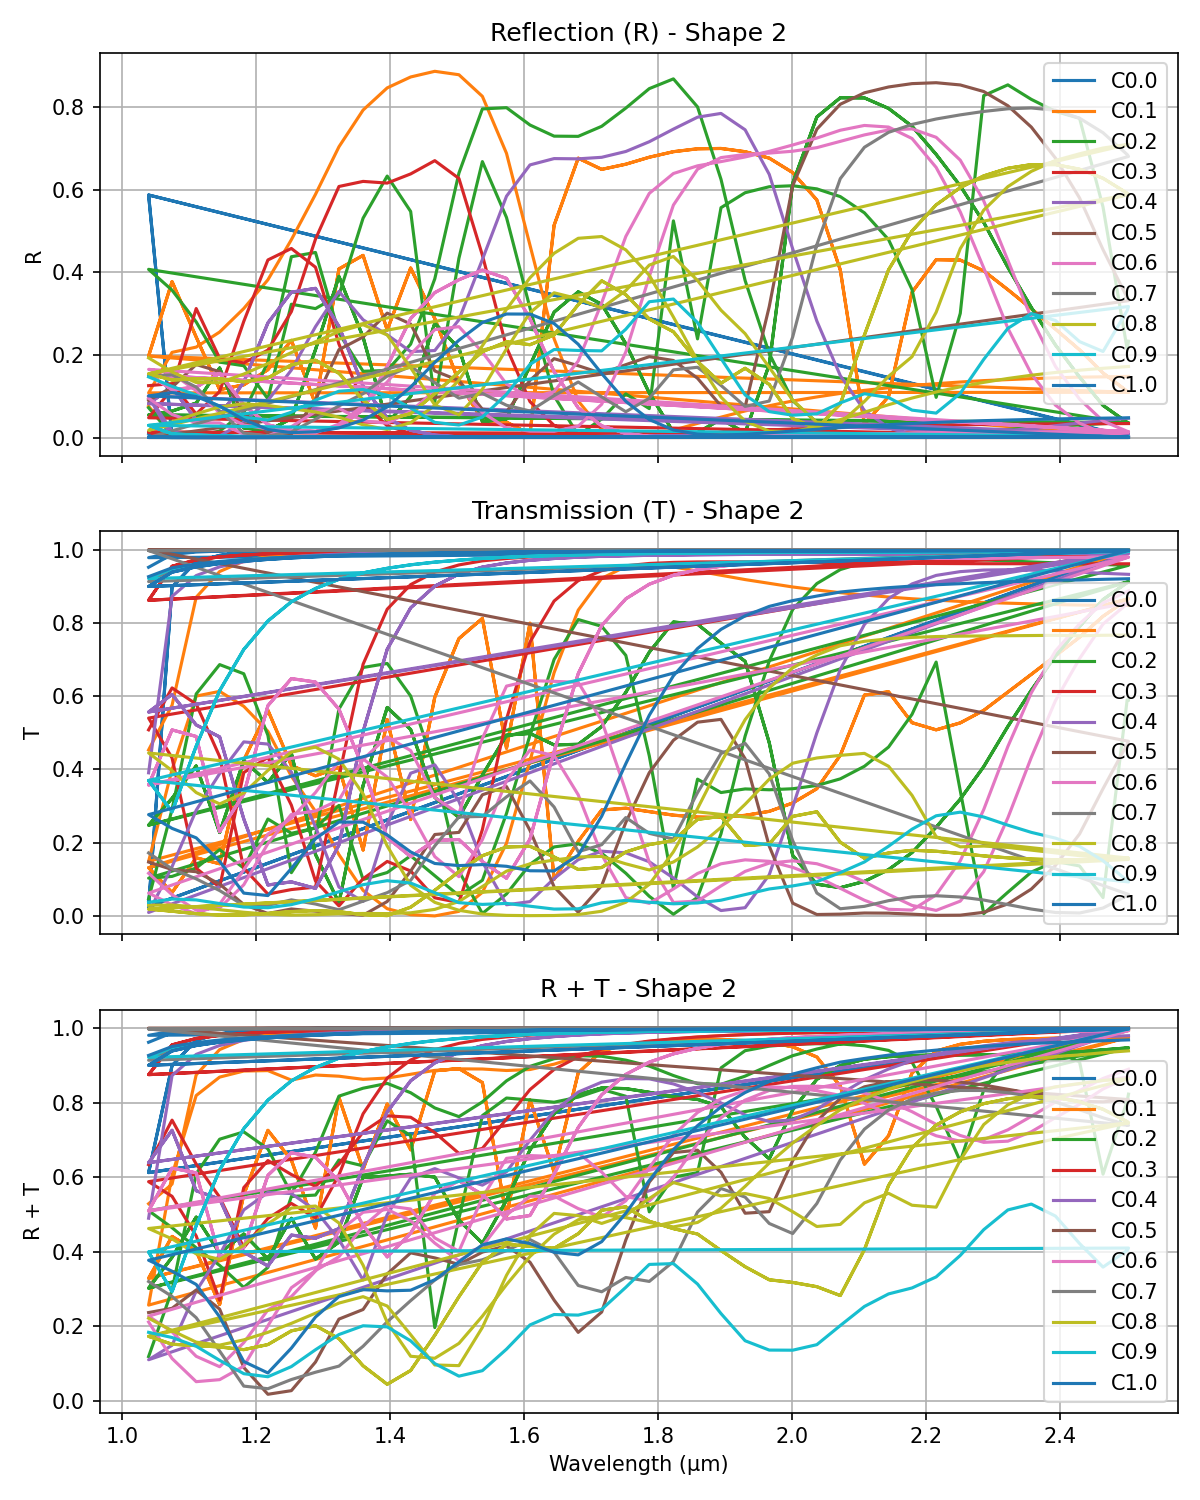 Reflection (R) - Shape 2
0.8
0.6
0.4
0.2
0.0
R
C0.0
C0.1
C0.2
C0.3
C0.4
C0.5
C0.6
C0.7
C0.8
C0.9
C1.0
Transmission (T) - Shape 2
1.0
0.8
0.6
0.4
0.2
0.0
T
C0.0
C0.1
C0.2
C0.3
C0.4
C0.5
C0.6
C0.7
C0.8
C0.9
C1.0
R + T - Shape 2
1.0
0.8
0.6
0.4
0.2
0.0
R + T
C0.0
C0.1
C0.2
C0.3
C0.4
C0.5
C0.6
C0.7
C0.8
C0.9
C1.0
1.0 1.2 1.4 1.6 1.8 2.0 2.2 2.4
Wavelength (μm)